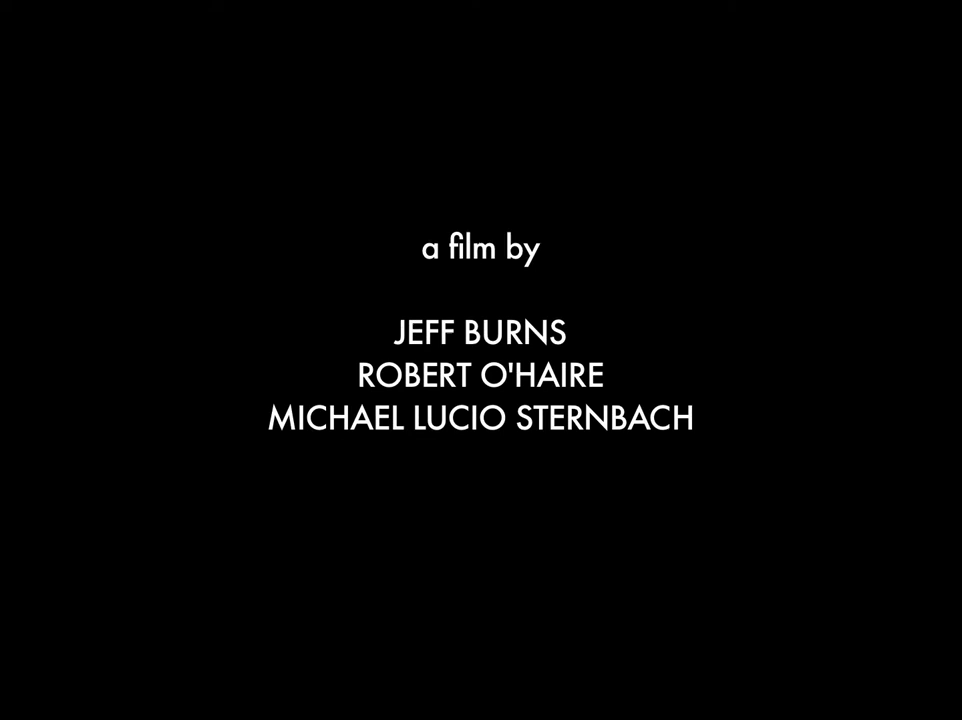 a film by
JEFF BURNS
ROBERT O'HAIRE
MICHAEL LUCIO STERNBACH